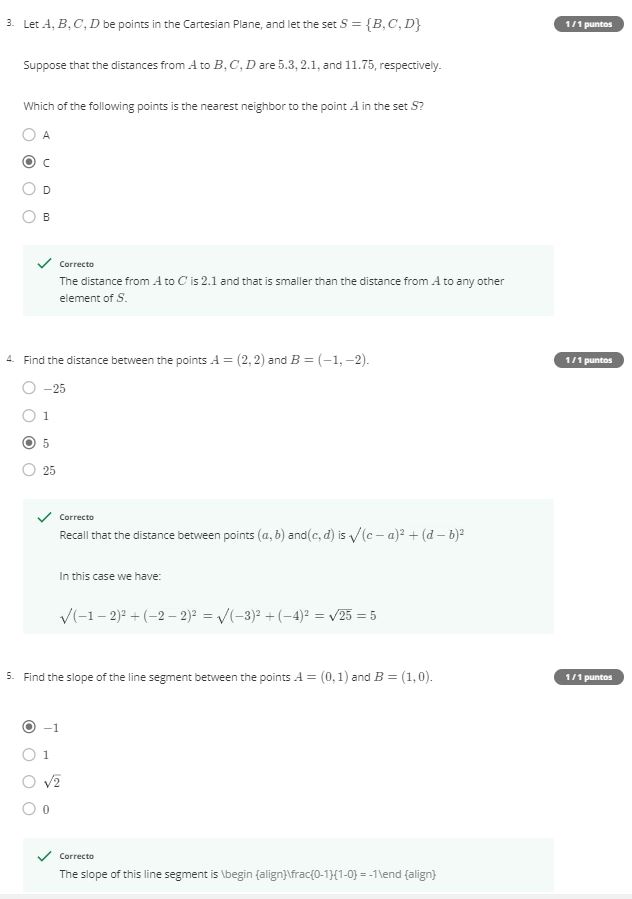 3. Let A, B, C, D be points in the Cartesian Plane, and let the set S = {B, C, D}
1 / 1 puntos
Suppose that the distances from A to B, C, D are 5.3, 2.1, and 11.75, respectively.
Which of the following points is the nearest neighbor to the point A in the set S?
A
C
D
B
Correcto
The distance from A to C is 2.1 and that is smaller than the distance from A to any other
element of S.
4. Find the distance between the points A = (2, 2) and B = (−1, −2).
1 / 1 puntos
−25
1
5
25
Correcto
Recall that the distance between points (a, b) and(c, d) is √(c − a)² + (d − b)²
In this case we have:
√(−1 − 2)² + (−2 − 2)² = √(−3)² + (−4)² = √25 = 5
5. Find the slope of the line segment between the points A = (0, 1) and B = (1, 0).
1 / 1 puntos
−1
1
√2
0
Correcto
The slope of this line segment is \begin {align}\frac{0-1}{1-0} = -1\end {align}